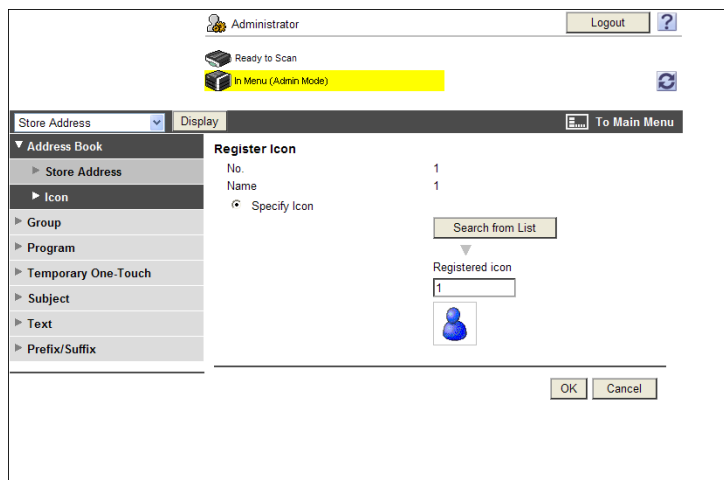 Administrator
Logout
?
Ready to Scan
In Menu (Admin Mode)
Store Address
Display
To Main Menu
Address Book
Store Address
Icon
Group
Program
Temporary One-Touch
Subject
Text
Prefix/Suffix
Register Icon
No. 1
Name 1
Specify Icon
Search from List
Registered icon
1
OK Cancel